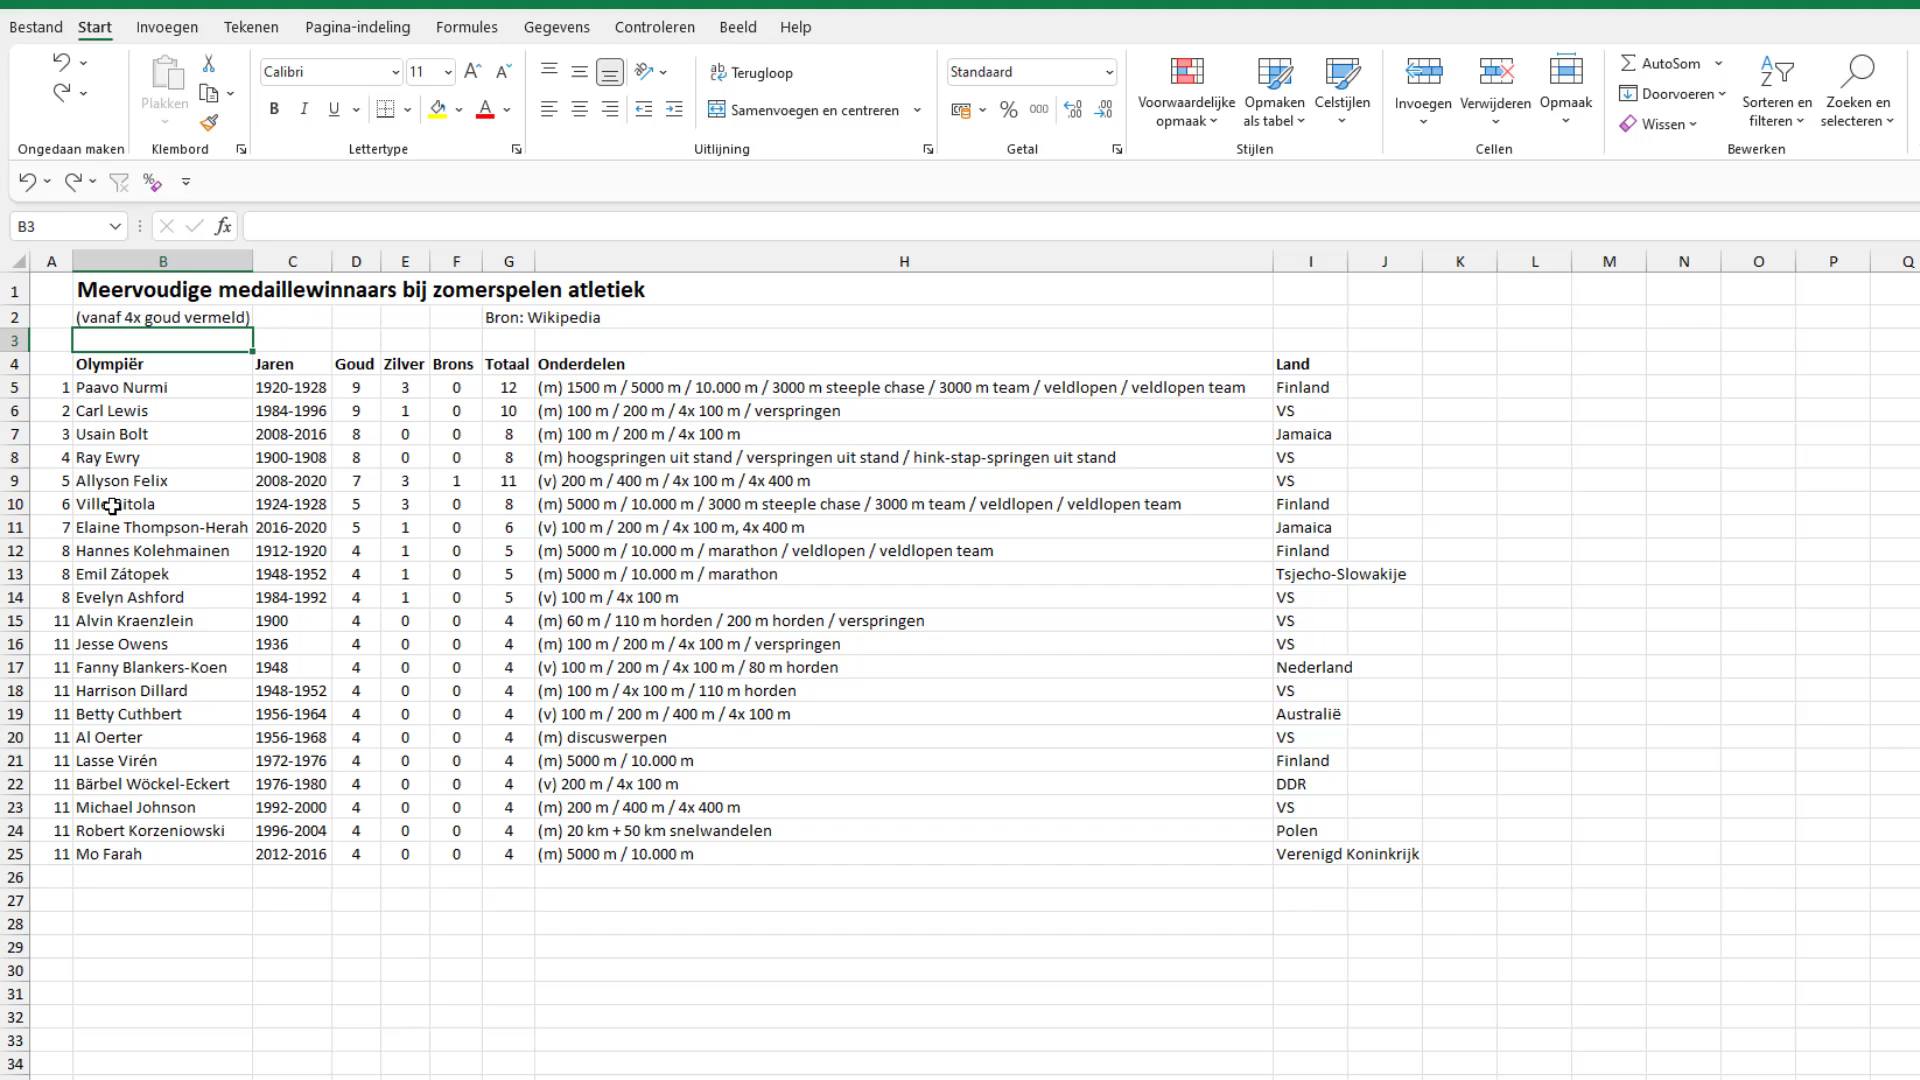 Bestand Start Invoegen Tekenen Pagina-indeling Formules Gegevens Controleren Beeld Help
Plakken
Calibri 11
Terugloop
Samenvoegen en centreren
Standaard
Voorwaardelijke opmaak
Opmaken als tabel
Celstijlen
Invoegen Verwijderen Opmaak
AutoSom
Doorvoeren
Wissen
Sorteren en filteren
Zoeken en selecteren
Ongedaan maken Klembord Lettertype Uitlijning Getal Stijlen Cellen Bewerken
B3 fx
A B C D E F G H I J K L M N O P Q
1 Meervoudige medaillewinnaars bij zomerspelen atletiek
2 (vanaf 4x goud vermeld) Bron: Wikipedia
3
4 Olympiër Jaren Goud Zilver Brons Totaal Onderdelen Land
5 1 Paavo Nurmi 1920-1928 9 3 0 12 (m) 1500 m / 5000 m / 10.000 m / 3000 m steeple chase / 3000 m team / veldlopen / veldlopen team Finland
6 2 Carl Lewis 1984-1996 9 1 0 10 (m) 100 m / 200 m / 4x 100 m / verspringen VS
7 3 Usain Bolt 2008-2016 8 0 0 8 (m) 100 m / 200 m / 4x 100 m Jamaica
8 4 Ray Ewry 1900-1908 8 0 0 8 (m) hoogspringen uit stand / verspringen uit stand / hink-stap-springen uit stand VS
9 5 Allyson Felix 2008-2020 7 3 1 11 (v) 200 m / 400 m / 4x 100 m / 4x 400 m VS
10 6 1924-1928 5 3 0 8 (m) 5000 m / 10.000 m / 3000 m steeple chase / 3000 m team / veldlopen / veldlopen team Finland
11 7 Elaine Thompson-Herah 2016-2020 5 1 0 6 (v) 100 m / 200 m / 4x 100 m, 4x 400 m Jamaica
12 8 Hannes Kolehmainen 1912-1920 4 1 0 5 (m) 5000 m / 10.000 m / marathon / veldlopen / veldlopen team Finland
13 8 Emil Zátopek 1948-1952 4 1 0 5 (m) 5000 m / 10.000 m / marathon Tsjecho-Slowakije
14 8 Evelyn Ashford 1984-1992 4 1 0 5 (v) 100 m / 4x 100 m VS
15 11 Alvin Kraenzlein 1900 4 0 0 4 (m) 60 m / 110 m horden / 200 m horden / verspringen VS
16 11 Jesse Owens 1936 4 0 0 4 (m) 100 m / 200 m / 4x 100 m / verspringen VS
17 11 Fanny Blankers-Koen 1948 4 0 0 4 (v) 100 m / 200 m / 4x 100 m / 80 m horden Nederland
18 11 Harrison Dillard 1948-1952 4 0 0 4 (m) 100 m / 4x 100 m / 110 m horden VS
19 11 Betty Cuthbert 1956-1964 4 0 0 4 (v) 100 m / 200 m / 400 m / 4x 100 m Australië
20 11 Al Oerter 1956-1968 4 0 0 4 (m) discuswerpen VS
21 11 Lasse Virén 1972-1976 4 0 0 4 (m) 5000 m / 10.000 m Finland
22 11 Bärbel Wöckel-Eckert 1976-1980 4 0 0 4 (v) 200 m / 4x 100 m DDR
23 11 Michael Johnson 1992-2000 4 0 0 4 (m) 200 m / 400 m / 4x 400 m VS
24 11 Robert Korzeniowski 1996-2004 4 0 0 4 (m) 20 km + 50 km snelwandelen Polen
25 11 Mo Farah 2012-2016 4 0 0 4 (m) 5000 m / 10.000 m Verenigd Koninkrijk
26
27
28
29
30
31
32
33
34